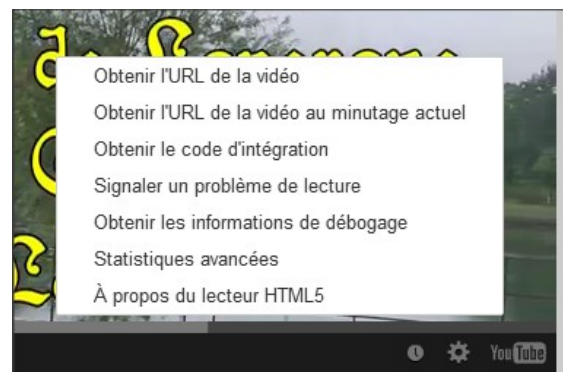 Obtenir l'URL de la vidéo
Obtenir l'URL de la vidéo au minutage actuel
Obtenir le code d'intégration
Signaler un problème de lecture
Obtenir les informations de débogage
Statistiques avancées
À propos du lecteur HTML5
YouTube